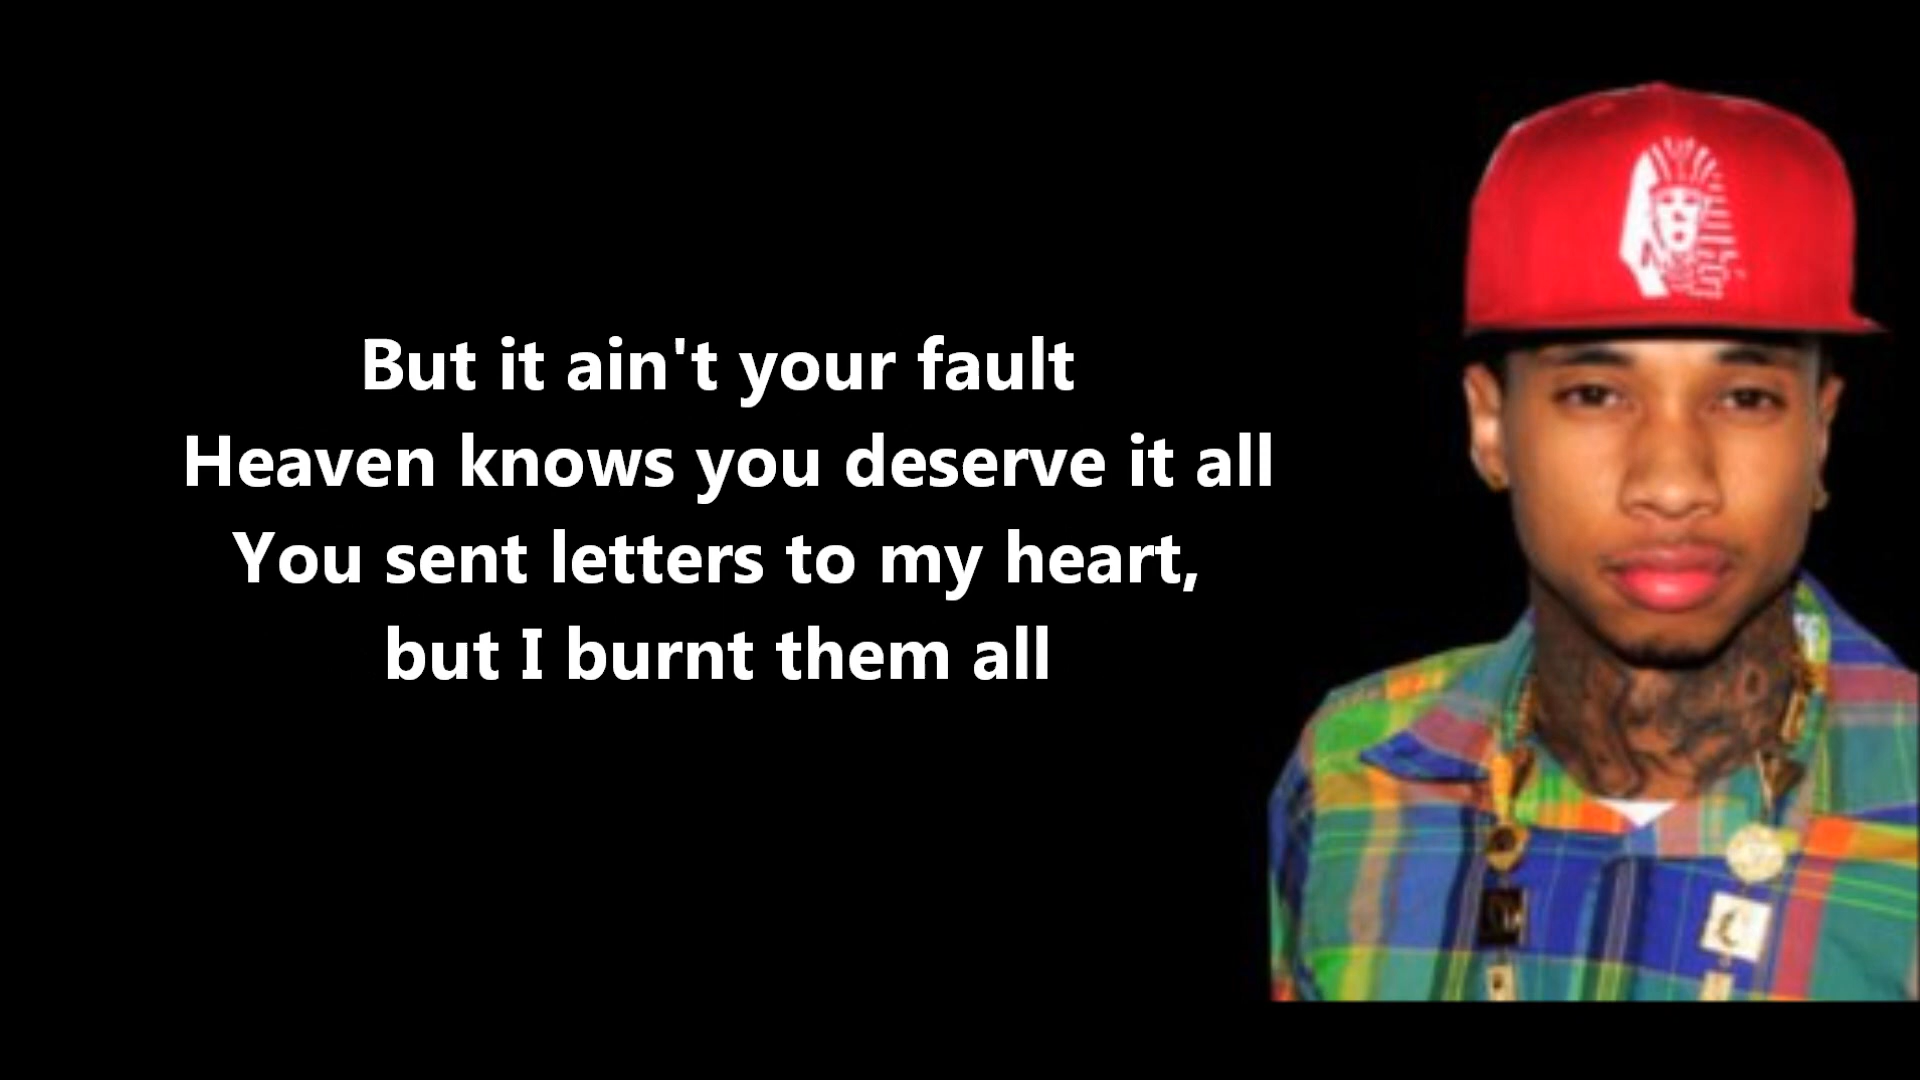 But it ain't your fault
Heaven knows you deserve it all
You sent letters to my heart,
but I burnt them all